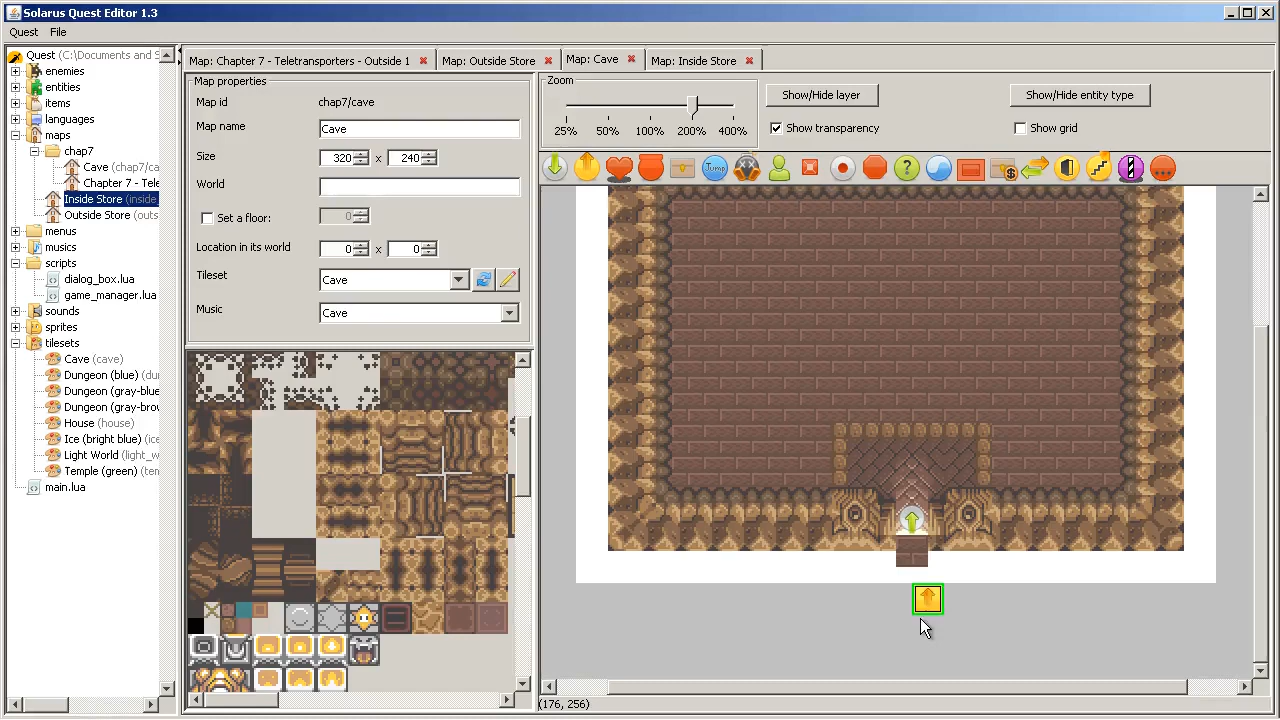 Solarus Quest Editor 1.3
Quest File
Quest (C:\Documents and S
enemies
entities
items
languages
maps
chap7
Cave (chap7/ca
Chapter 7 - Tele
Inside Store (inside
Outside Store (outs
menus
musics
scripts
dialog_box.lua
game_manager.lua
sounds
sprites
tilesets
Cave (cave)
Dungeon (blue) (du
Dungeon (gray-blue
Dungeon (gray-brow
House (house)
Ice (bright blue) (ice
Light World (light_w
Temple (green) (tem
main.lua
Map: Chapter 7 - Teletransporters - Outside 1
Map: Outside Store
Map: Cave
Map: Inside Store
Map properties
Map id chap7/cave
Map name Cave
Size 320 x 240
World
Set a floor: 0
Location in its world 0 x 0
Tileset Cave
Music Cave
Zoom
25% 50% 100% 200% 400%
Show/Hide layer
Show/Hide entity type
Show transparency
Show grid
Jump
?
$
(176, 256)